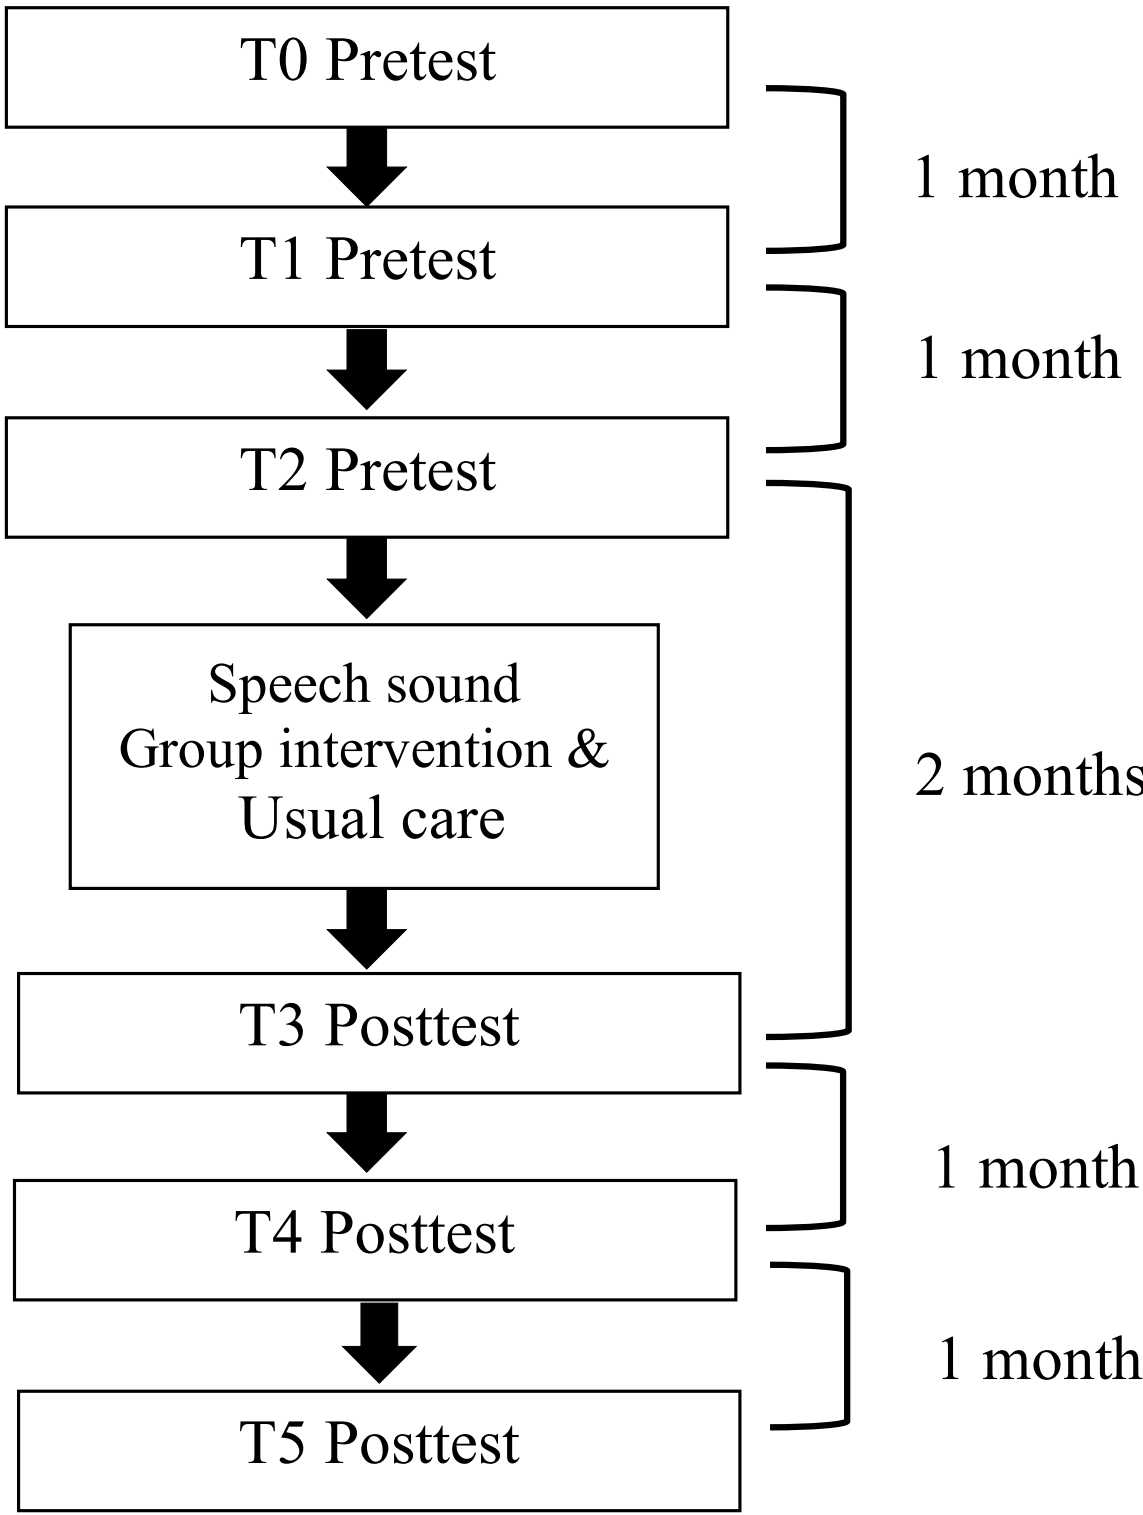 T0 Pretest
1 month
T1 Pretest
1 month
T2 Pretest
Speech sound
Group intervention &
Usual care
2 months
T3 Posttest
1 month
T4 Posttest
1 month
T5 Posttest